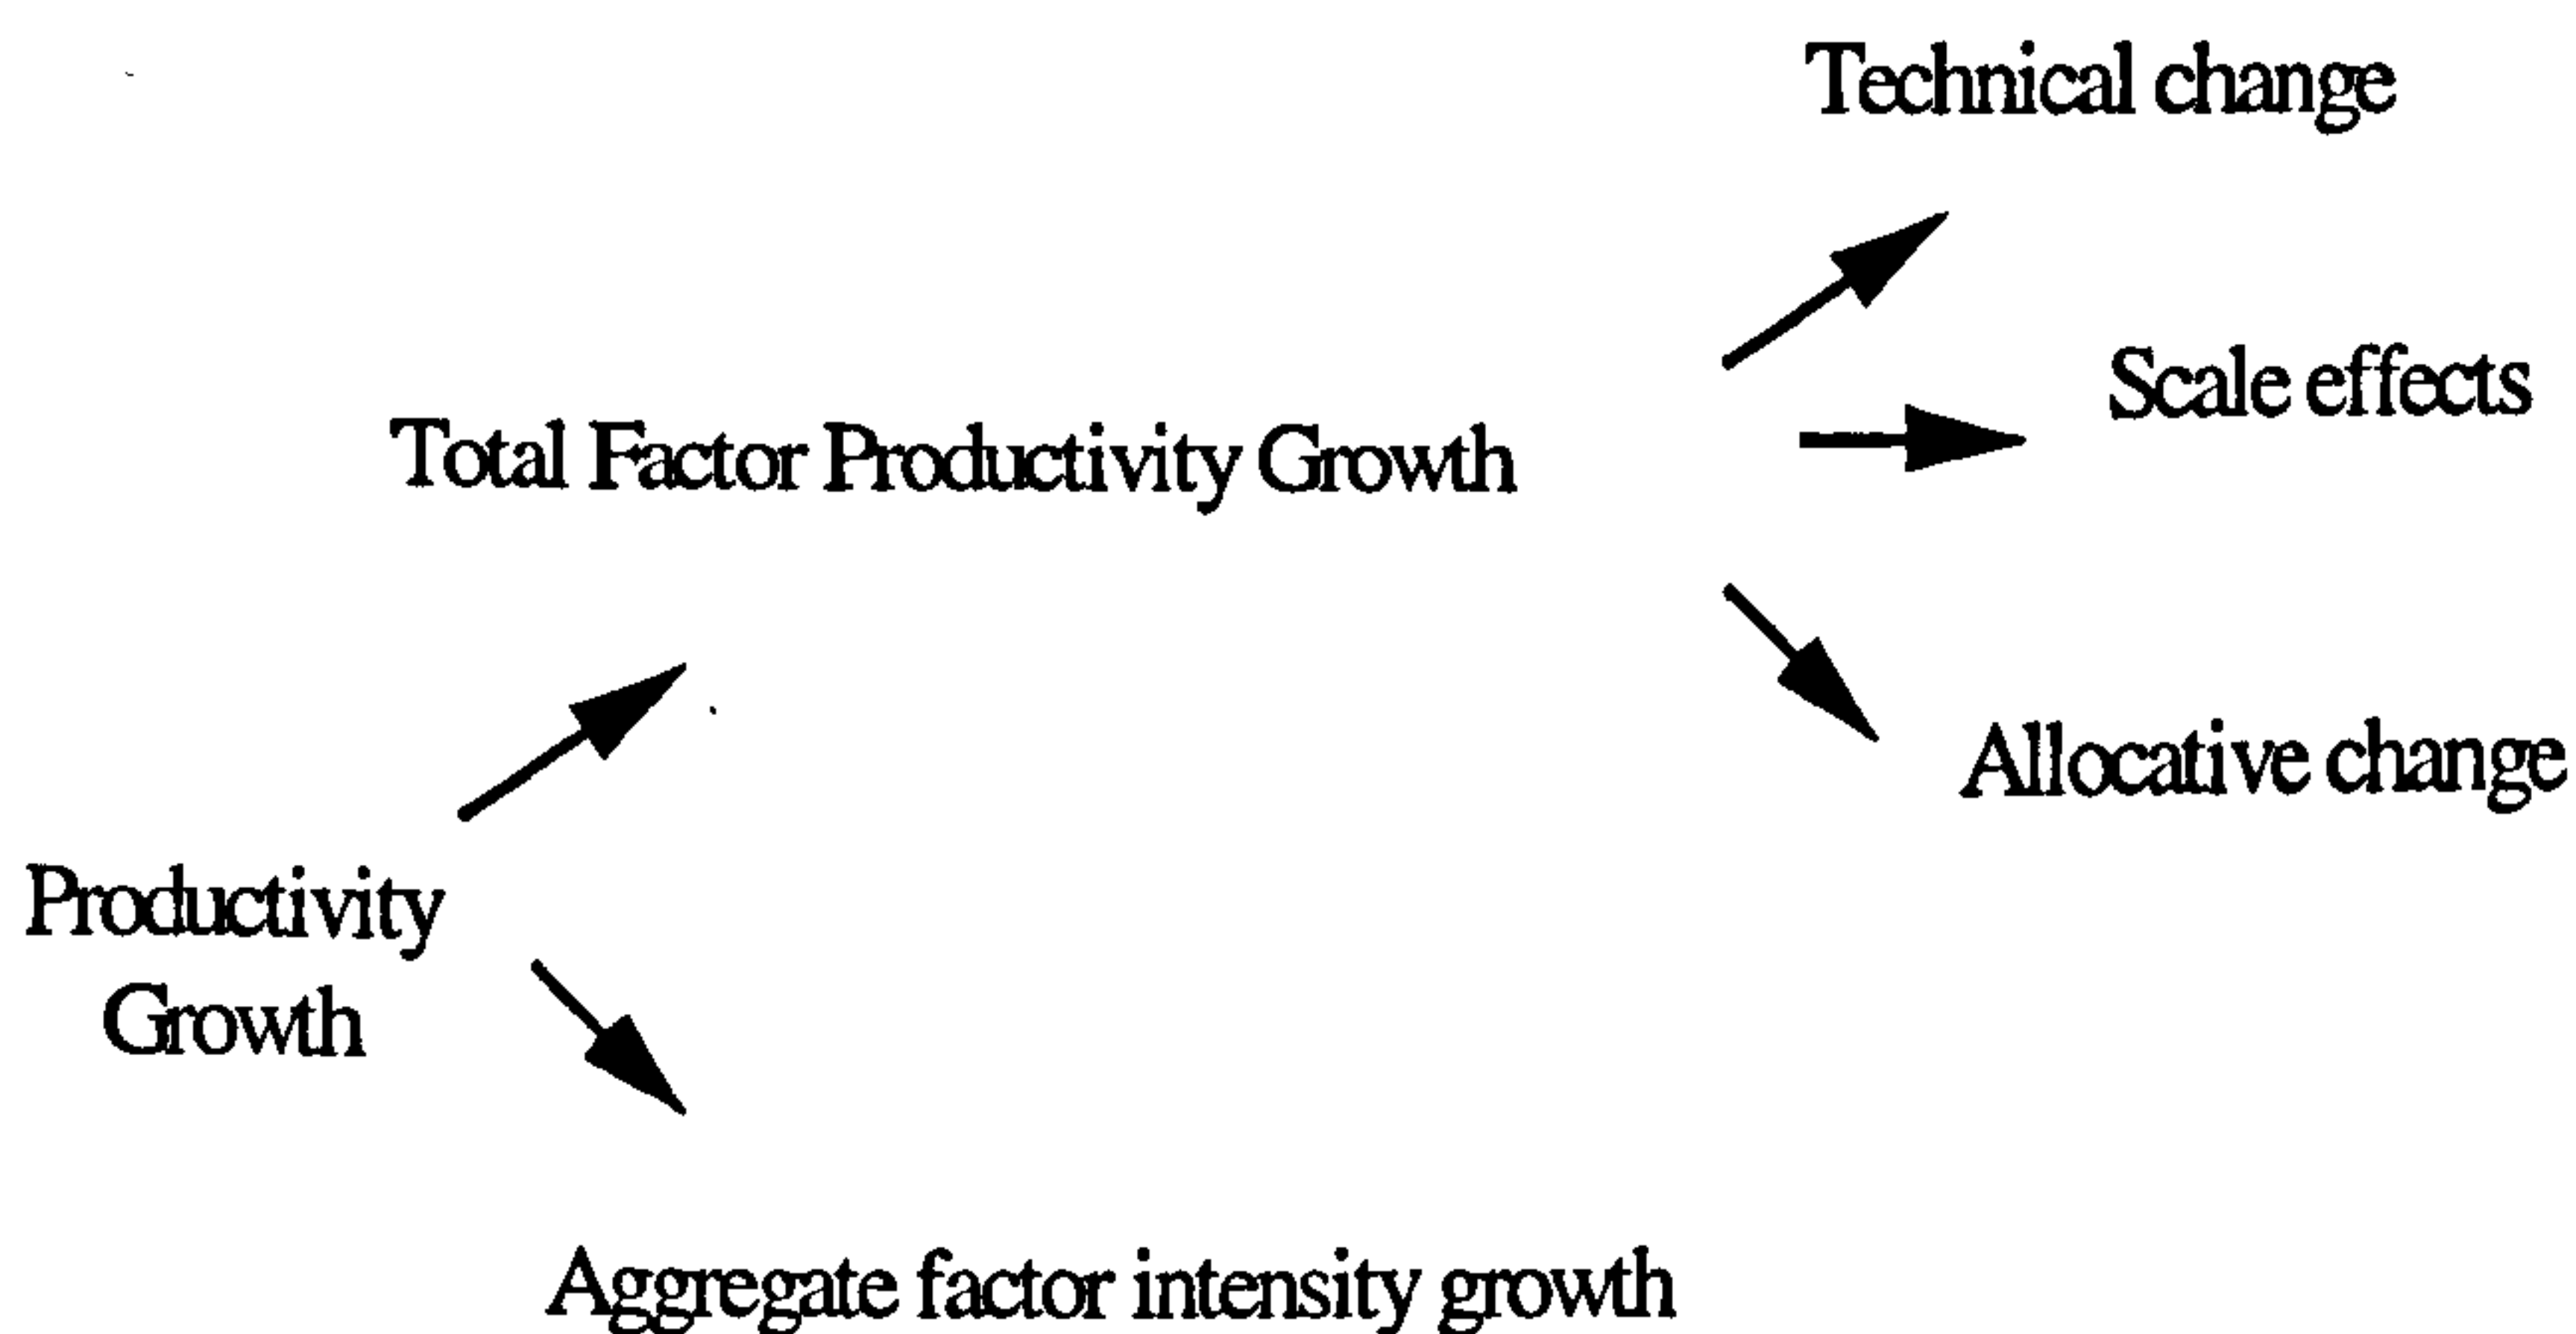 Technical change
Scale effects
Total Factor Productivity Growth
Allocative change
Productivity
Growth
Aggregate factor intensity growth